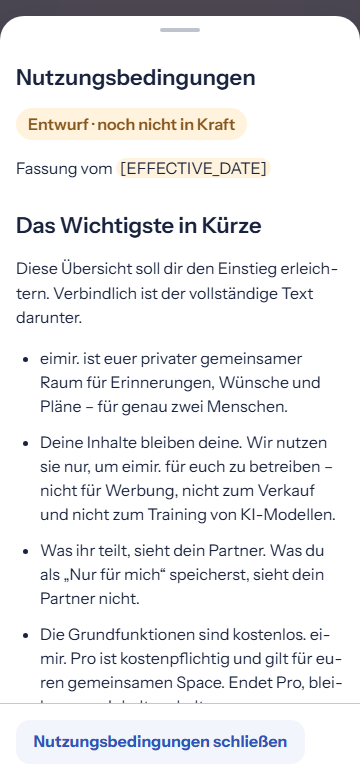 Nutzungsbedingungen
Entwurf · noch nicht in Kraft
Fassung vom [EFFECTIVE_DATE]
Das Wichtigste in Kürze
Diese Übersicht soll dir den Einstieg erleich-
tern. Verbindlich ist der vollständige Text
darunter.
• eimir. ist euer privater gemeinsamer
Raum für Erinnerungen, Wünsche und
Pläne – für genau zwei Menschen.
• Deine Inhalte bleiben deine. Wir nutzen
sie nur, um eimir. für euch zu betreiben –
nicht für Werbung, nicht zum Verkauf
und nicht zum Training von KI-Modellen.
• Was ihr teilt, sieht dein Partner. Was du
als „Nur für mich“ speicherst, sieht dein
Partner nicht.
• Die Grundfunktionen sind kostenlos. ei-
mir. Pro ist kostenpflichtig und gilt für eu-
ren gemeinsamen Space. Endet Pro, blei-
Nutzungsbedingungen schließen